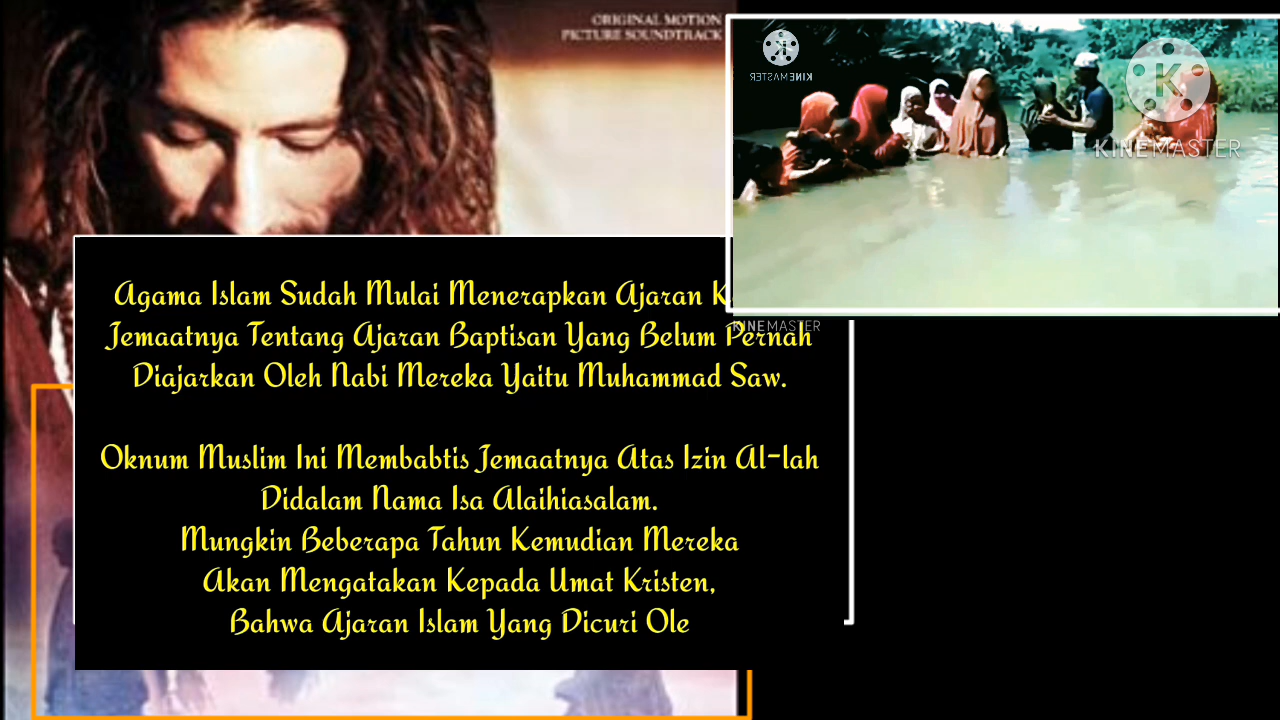 ORIGINAL MOTION
PICTURE SOUNDTRACK
KINEMASTER
KINEMASTER
Agama Islam Sudah Mulai Menerapkan Ajaran
Jemaatnya Tentang Ajaran Baptisan Yang Belum Pernah
Diajarkan Oleh Nabi Mereka Yaitu Muhammad Saw.
Oknum Muslim Ini Membabtis Jemaatnya Atas Izin Al-lah
Didalam Nama Isa Alaihiasalam.
Mungkin Beberapa Tahun Kemudian Mereka
Akan Mengatakan Kepada Umat Kristen,
Bahwa Ajaran Islam Yang Dicuri Ole
KINEMASTER